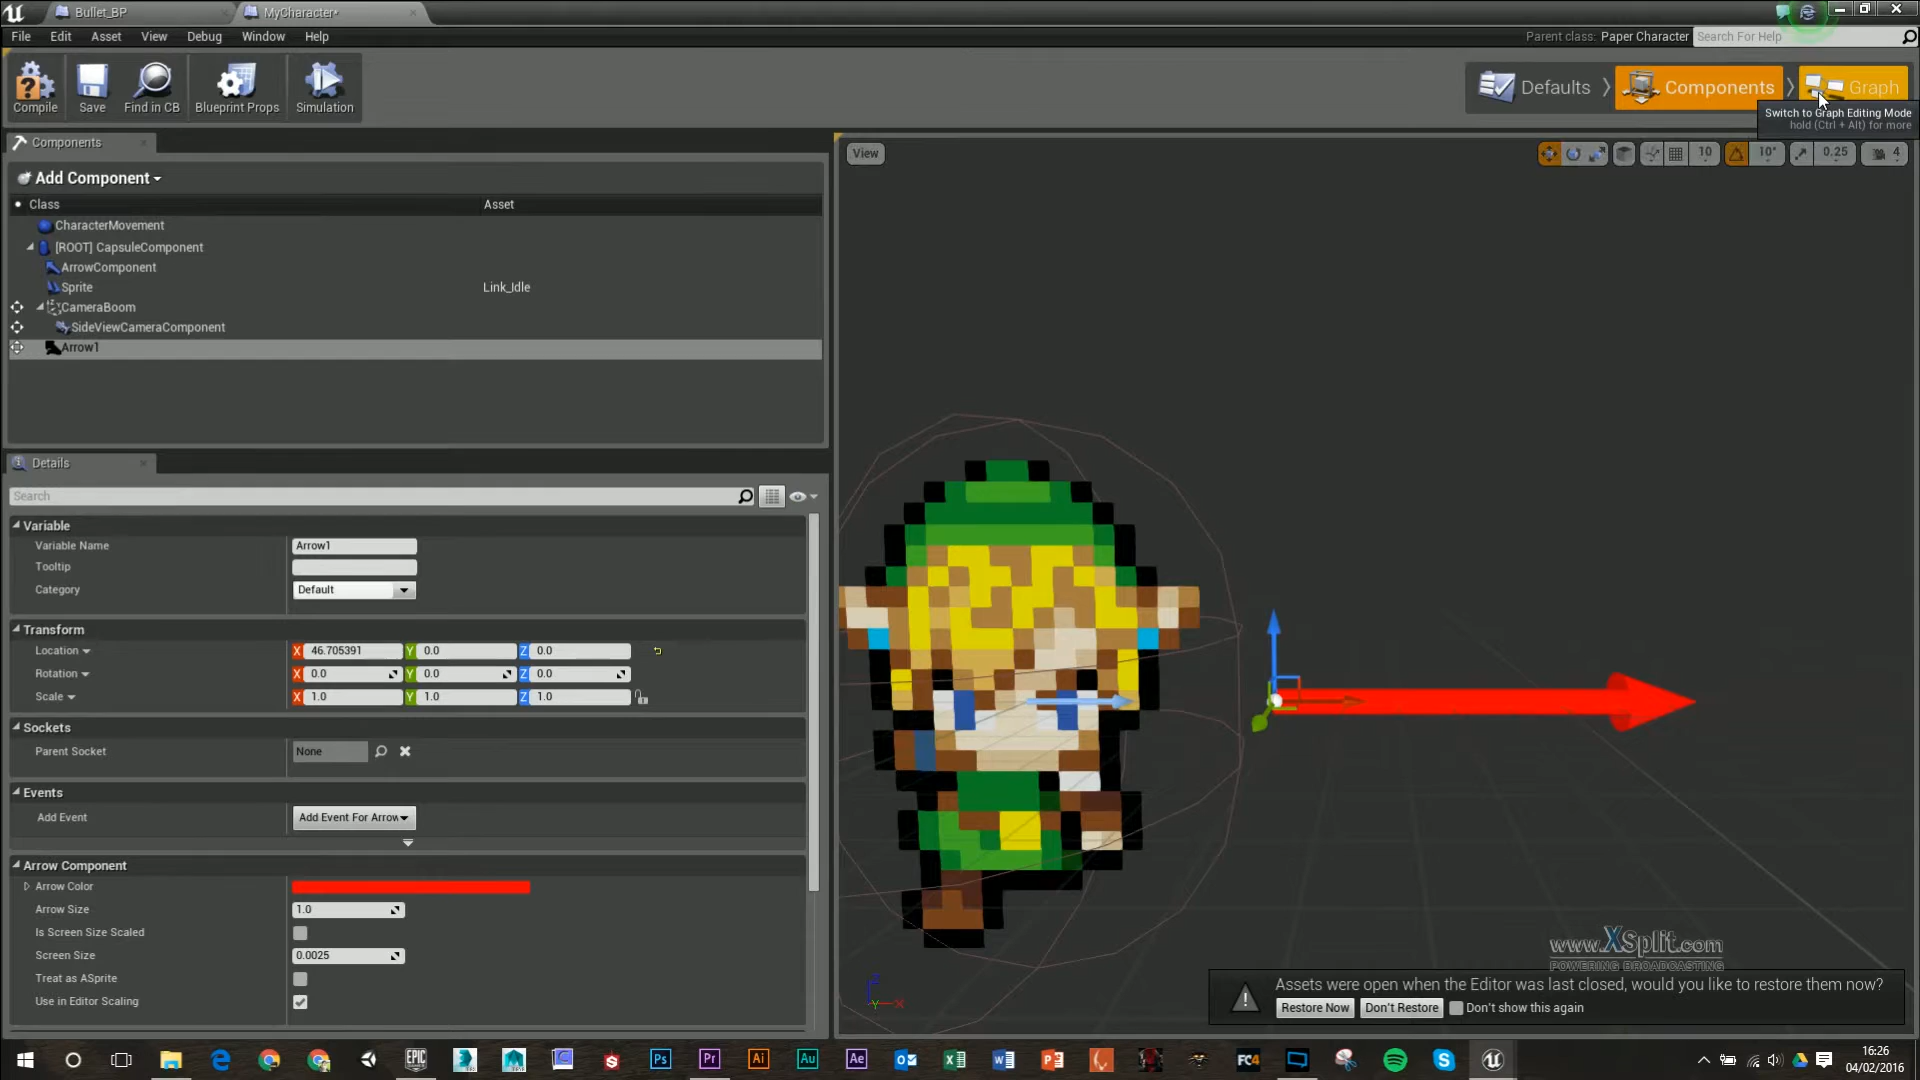 Bullet_BP
MyCharacter*
File Edit Asset View Debug Window Help
Parent class: Paper Character
Search For Help
Compile
Save
Find in CB
Blueprint Props
Simulation
Defaults
Components
Graph
Switch to Graph Editing Mode
hold (Ctrl + Alt) for more
Components
View
10
10°
0.25
4
Add Component
Class
Asset
CharacterMovement
[ROOT] CapsuleComponent
ArrowComponent
Sprite
Link_Idle
CameraBoom
SideViewCameraComponent
Arrow1
Details
Search
Variable
Variable Name
Arrow1
Tooltip
Category
Default
Transform
Location
X 46.705391 Y 0.0 Z 0.0
Rotation
X 0.0 Y 0.0 Z 0.0
Scale
X 1.0 Y 1.0 Z 1.0
Sockets
Parent Socket
None
Events
Add Event
Add Event For Arrow
Arrow Component
Arrow Color
Arrow Size
1.0
Is Screen Size Scaled
Screen Size
0.0025
Treat as ASprite
Use in Editor Scaling
Z
Y
X
www.XSplit.com
POWERING BROADCASTING
Assets were open when the Editor was last closed, would you like to restore them now?
Restore Now
Don't Restore
Don't show this again
EPIC
Ps
Pr
Ai
Au
Ae
FC4
16:26
04/02/2016